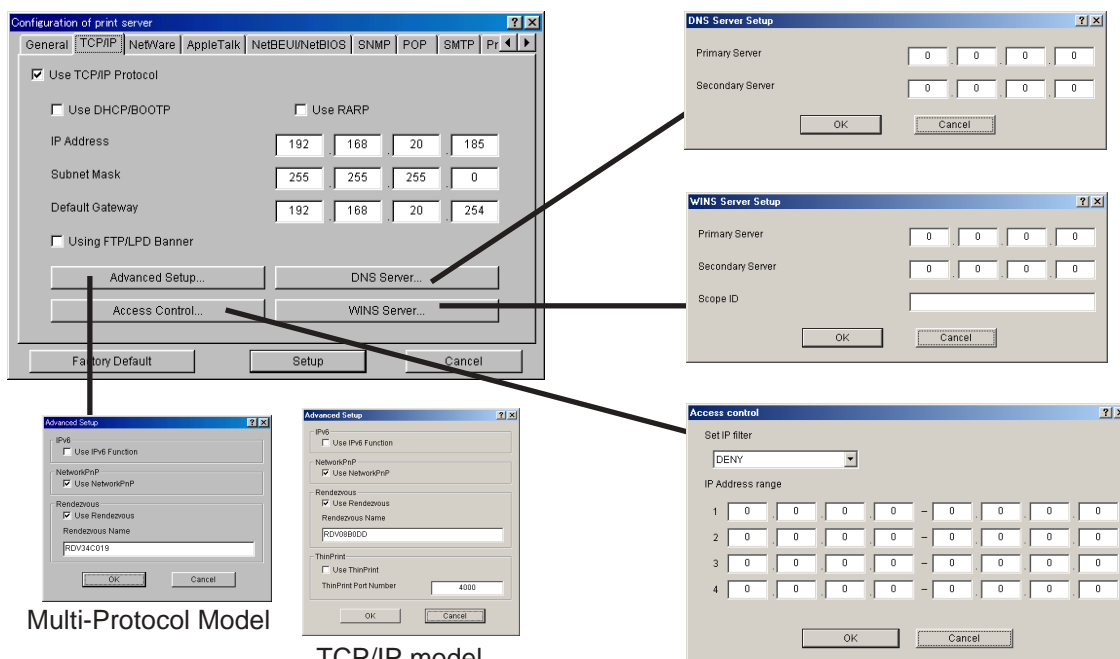 Configuration of print server
General TCP/IP NetWare AppleTalk NetBEUI/NetBIOS SNMP POP SMTP Pr
Use TCP/IP Protocol
Use DHCP/BOOTP Use RARP
IP Address 192 . 168 . 20 . 185
Subnet Mask 255 . 255 . 255 . 0
Default Gateway 192 . 168 . 20 . 254
Using FTP/LPD Banner
Advanced Setup... DNS Server...
Access Control... WINS Server...
Factory Default Setup Cancel
DNS Server Setup
Primary Server 0 . 0 . 0 . 0
Secondary Server 0 . 0 . 0 . 0
OK Cancel
WINS Server Setup
Primary Server 0 . 0 . 0 . 0
Secondary Server 0 . 0 . 0 . 0
Scope ID
OK Cancel
Advanced Setup
IPv6
Use IPv6 Function
NetworkPnP
Use NetworkPnP
Rendezvous
Use Rendezvous
Rendezvous Name
RDV34C019
OK Cancel
Multi-Protocol Model
Advanced Setup
IPv6
Use IPv6 Function
NetworkPnP
Use NetworkPnP
Rendezvous
Use Rendezvous
Rendezvous Name
RDV08B0DD
ThinPrint
Use ThinPrint
ThinPrint Port Number 4000
OK Cancel
TCP/IP model
Access control
Set IP filter
DENY
IP Address range
1 0 . 0 . 0 . 0 – 0 . 0 . 0 . 0
2 0 . 0 . 0 . 0 – 0 . 0 . 0 . 0
3 0 . 0 . 0 . 0 – 0 . 0 . 0 . 0
4 0 . 0 . 0 . 0 – 0 . 0 . 0 . 0
OK Cancel